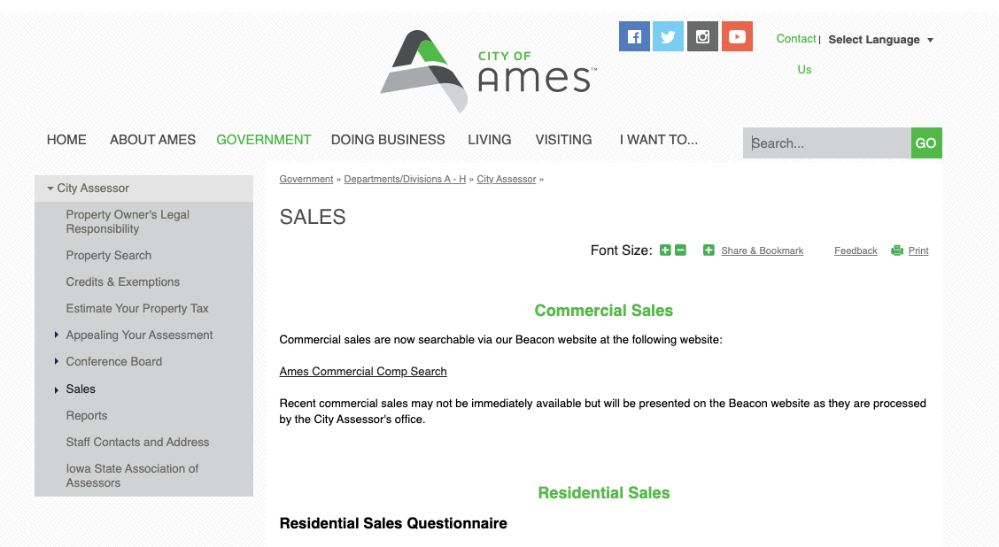 CITY OF
Ames™
Contact
Us
| Select Language ▼
HOME ABOUT AMES GOVERNMENT DOING BUSINESS LIVING VISITING I WANT TO...
Search... GO
City Assessor
Property Owner's Legal
Responsibility
Property Search
Credits & Exemptions
Estimate Your Property Tax
Appealing Your Assessment
Conference Board
Sales
Reports
Staff Contacts and Address
Iowa State Association of
Assessors
Government » Departments/Divisions A - H » City Assessor »
SALES
Font Size: + − + Share & Bookmark Feedback Print
Commercial Sales
Commercial sales are now searchable via our Beacon website at the following website:
Ames Commercial Comp Search
Recent commercial sales may not be immediately available but will be presented on the Beacon website as they are processed
by the City Assessor's office.
Residential Sales
Residential Sales Questionnaire